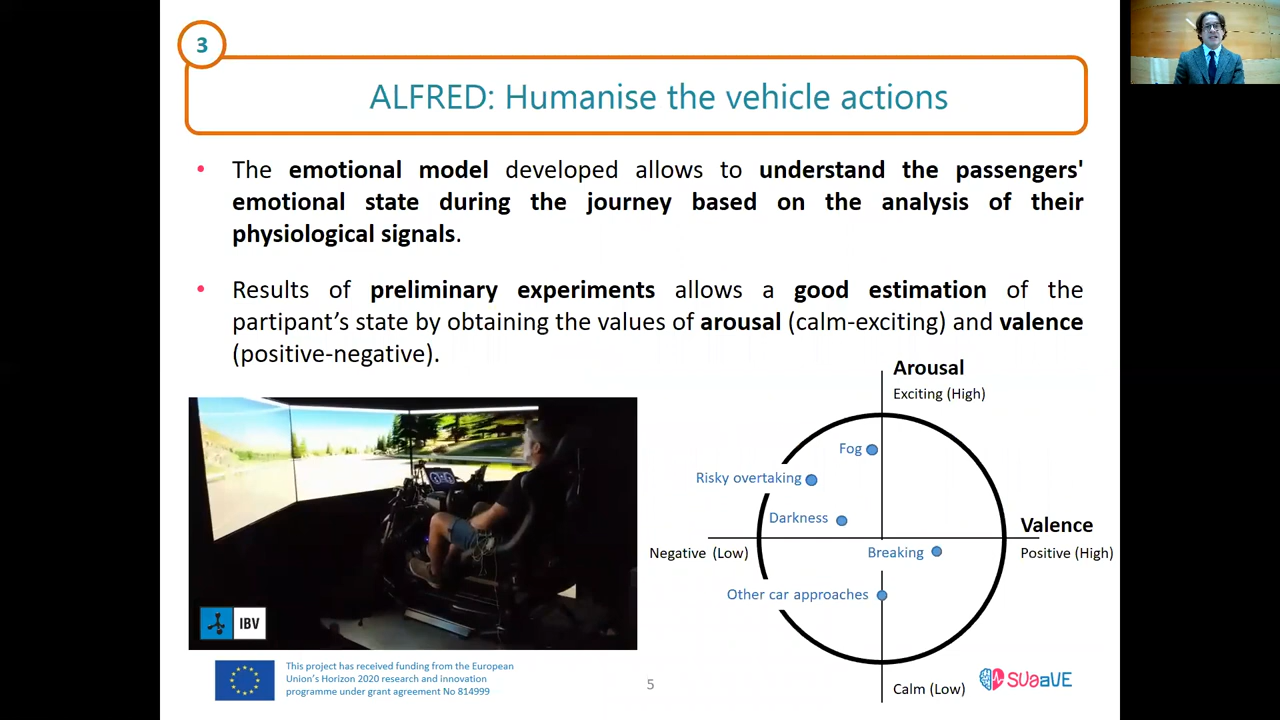 3
ALFRED: Humanise the vehicle actions
• The emotional model developed allows to understand the passengers'
emotional state during the journey based on the analysis of their
physiological signals.
• Results of preliminary experiments allows a good estimation of the
partipant’s state by obtaining the values of arousal (calm-exciting) and valence
(positive-negative).
Arousal
Exciting (High)
Fog
Risky overtaking
Darkness
Valence
Negative (Low)
Breaking
Positive (High)
Other car approaches
Calm (Low)
IBV
This project has received funding from the European
Union’s Horizon 2020 research and innovation
programme under grant agreement No 814999
5
SUaaVE